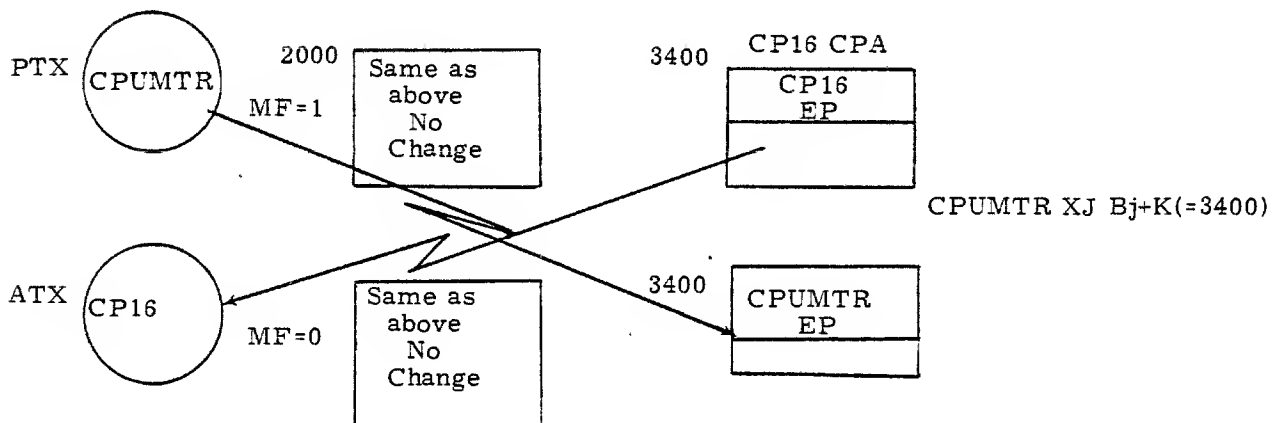 PTX
CPUMTR
MF=1
2000
Same as
above
No
Change
3400
CP16 CPA
CP16
EP
CPUMTR XJ Bj+K(=3400)
ATX
CP16
MF=0
Same as
above
No
Change
3400
CPUMTR
EP